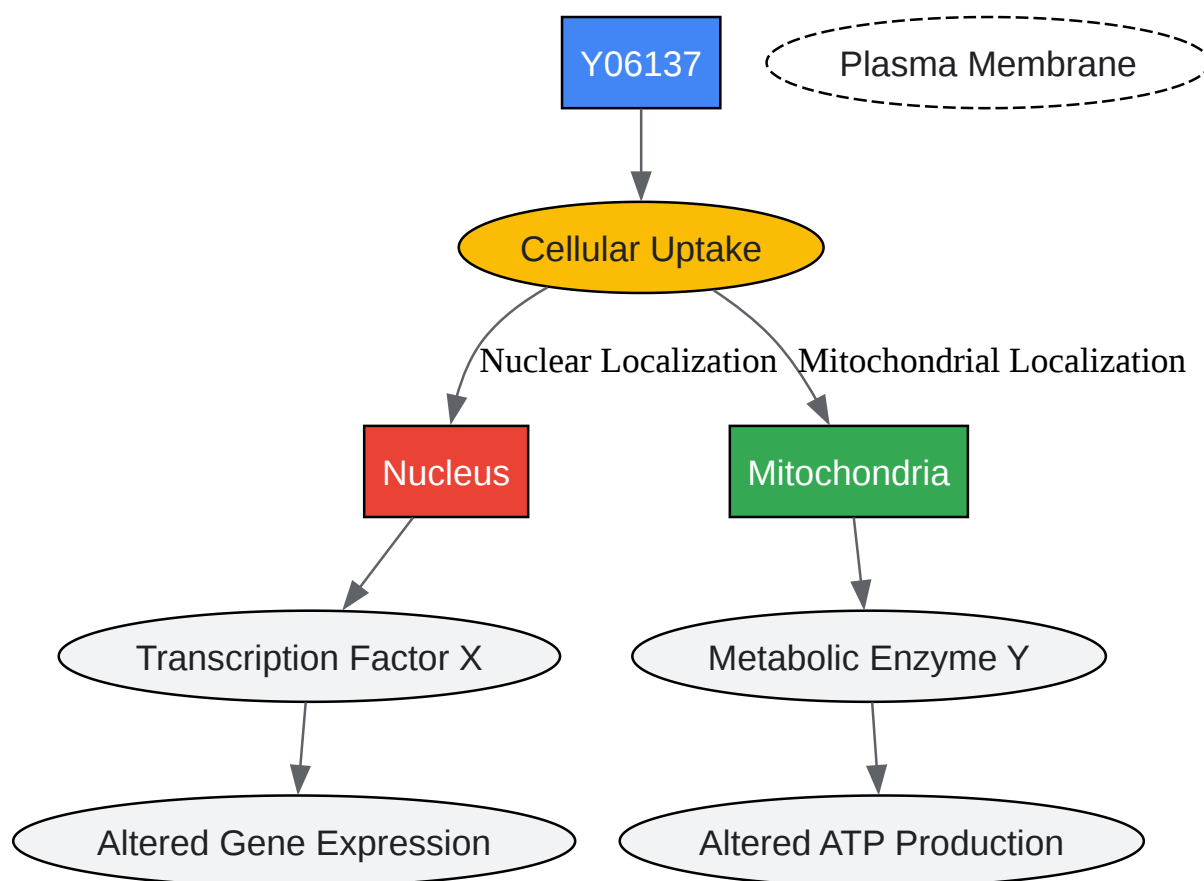 Y06137
Plasma Membrane
Cellular Uptake
Nuclear Localization
Mitochondrial Localization
Nucleus
Mitochondria
Transcription Factor X
Metabolic Enzyme Y
Altered Gene Expression
Altered ATP Production